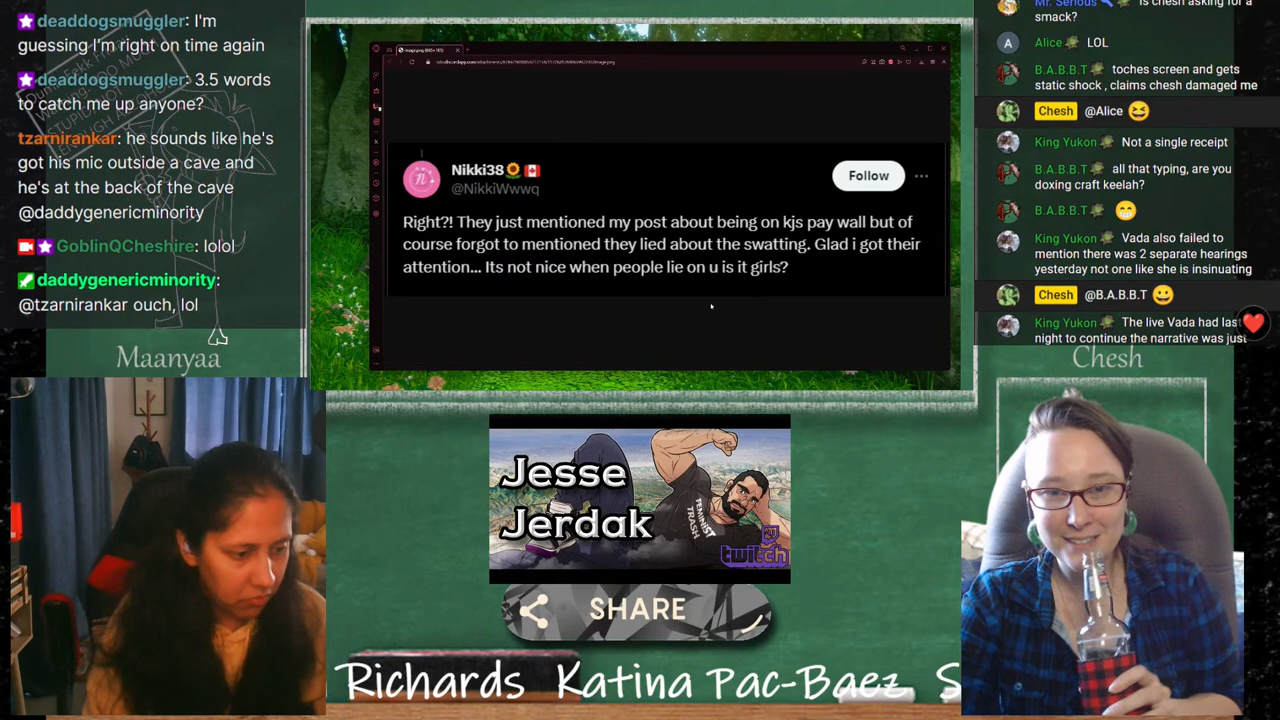 deaddogsmuggler: I'm
guessing I'm right on time again
deaddogsmuggler: 3.5 words
to catch me up anyone?
tzarnirankar: he sounds like he's
got his mic outside a cave and
he's at the back of the cave
@daddygenericminority
GoblinQCheshire: lolol
daddygenericminority:
@tzarnirankar ouch, lol
Maanyaa
Nikki38
@NikkiWwwq
Follow
Right?! They just mentioned my post about being on kjs pay wall but of
course forgot to mentioned they lied about the swatting. Glad i got their
attention... Its not nice when people lie on u is it girls?
Mr. Serious is chesh asking for a
smack?
A Alice LOL
B.A.B.B.T toches screen and gets
static shock , claims chesh damaged me
Chesh @Alice
King Yukon Not a single receipt
B.A.B.B.T all that typing, are you
doxing craft keelah?
B.A.B.B.T
King Yukon Vada also failed to
mention there was 2 separate hearings
yesterday not one like she is insinuating
Chesh @B.A.B.B.T
King Yukon The live Vada had last
night to continue the narrative was just
Chesh
Jesse
Jerdak
FEMINIST
TRASH
twitch
SHARE
Richards Katina Pac-Baez S